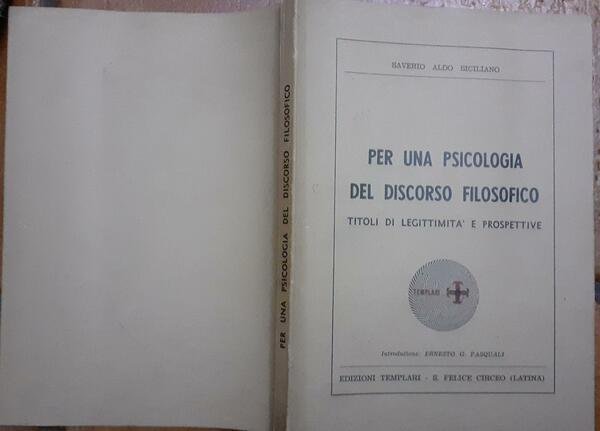 PER UNA PSICOLOGIA DEL DISCORSO FILOSOFICO
SAVERIO ALDO SICILIANO
PER UNA PSICOLOGIA
DEL DISCORSO FILOSOFICO
TITOLI DI LEGITTIMITA' E PROSPETTIVE
TEMPLARI
Introduzione: ERNESTO G. PASQUALI
EDIZIONI TEMPLARI - S. FELICE CIRCEO (LATINA)